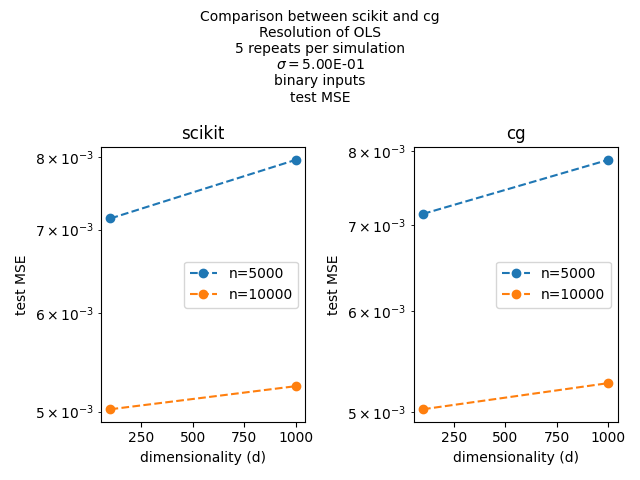 Comparison between scikit and cg
Resolution of OLS
5 repeats per simulation
σ = 5.00E-01
binary inputs
test MSE
scikit
8 × 10⁻³
7 × 10⁻³
6 × 10⁻³
5 × 10⁻³
test MSE
n=5000
n=10000
250
500
750
1000
dimensionality (d)
cg
8 × 10⁻³
7 × 10⁻³
6 × 10⁻³
5 × 10⁻³
test MSE
n=5000
n=10000
250
500
750
1000
dimensionality (d)